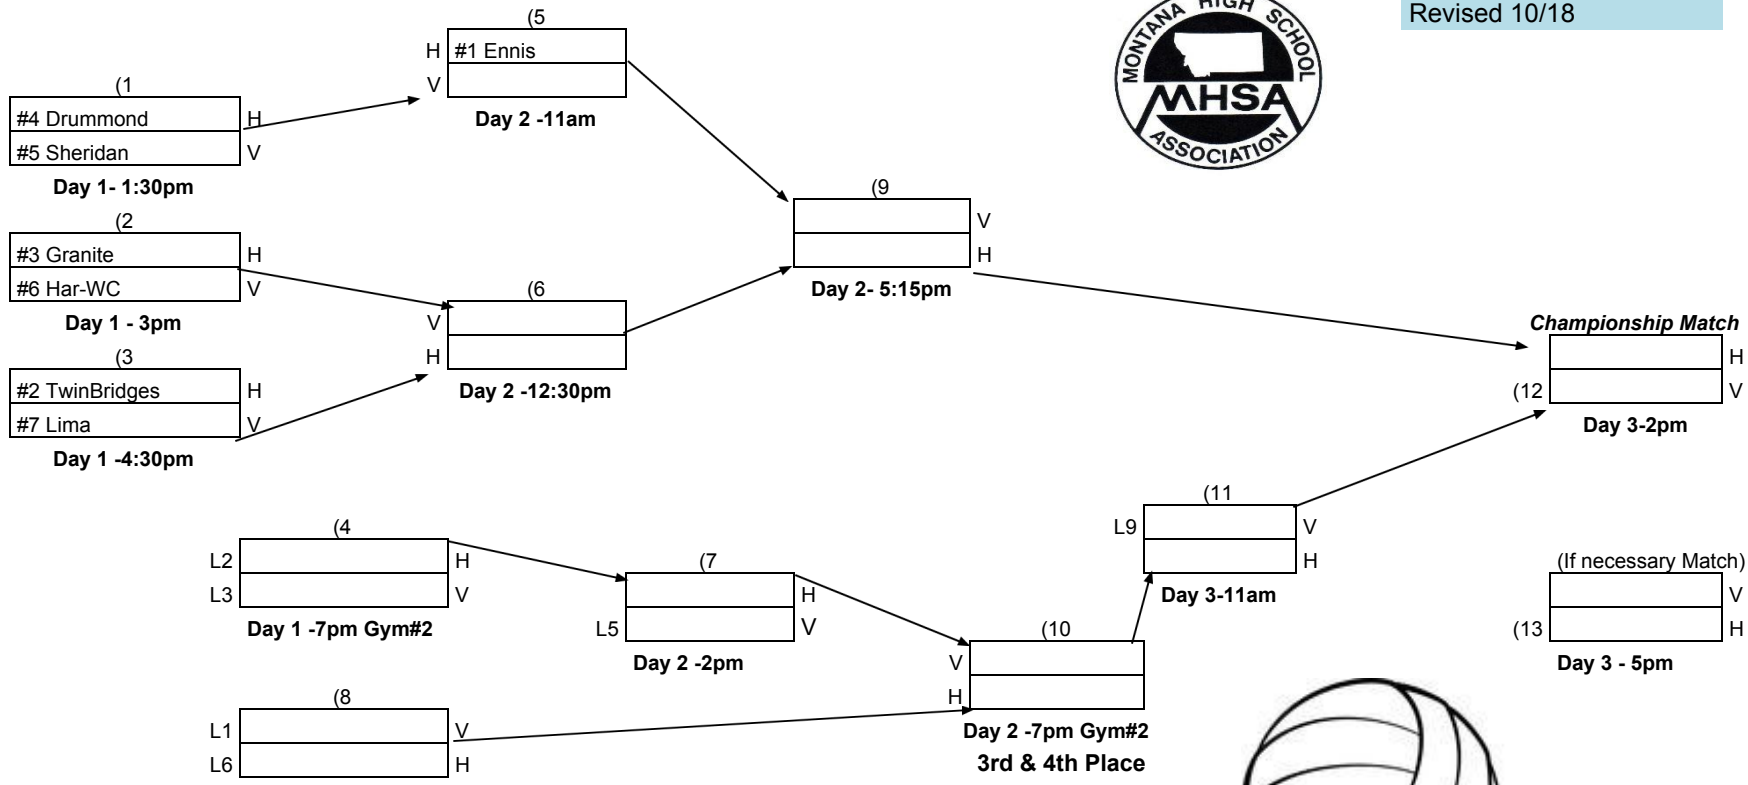 (5
H #1 Ennis
V
Day 2 -11am
MONTANA HIGH SCHOOL
MHSA
ASSOCIATION
Revised 10/18
(1
#4 Drummond H
#5 Sheridan V
Day 1- 1:30pm
(2
#3 Granite H
#6 Har-WC V
Day 1 - 3pm
(3
#2 TwinBridges H
#7 Lima V
Day 1 -4:30pm
(6
V
H
Day 2 -12:30pm
(9
V
H
Day 2- 5:15pm
Championship Match
H
(12 V
Day 3-2pm
(4
L2 H
L3 V
Day 1 -7pm Gym#2
(7
H
L5 V
Day 2 -2pm
(8
L1 V
L6 H
(10
V
H
Day 2 -7pm Gym#2
3rd & 4th Place
(11
L9 V
H
Day 3-11am
(If necessary Match)
V
(13 H
Day 3 - 5pm